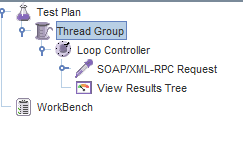 Test Plan
Thread Group
Loop Controller
SOAP/XML-RPC Request
View Results Tree
WorkBench